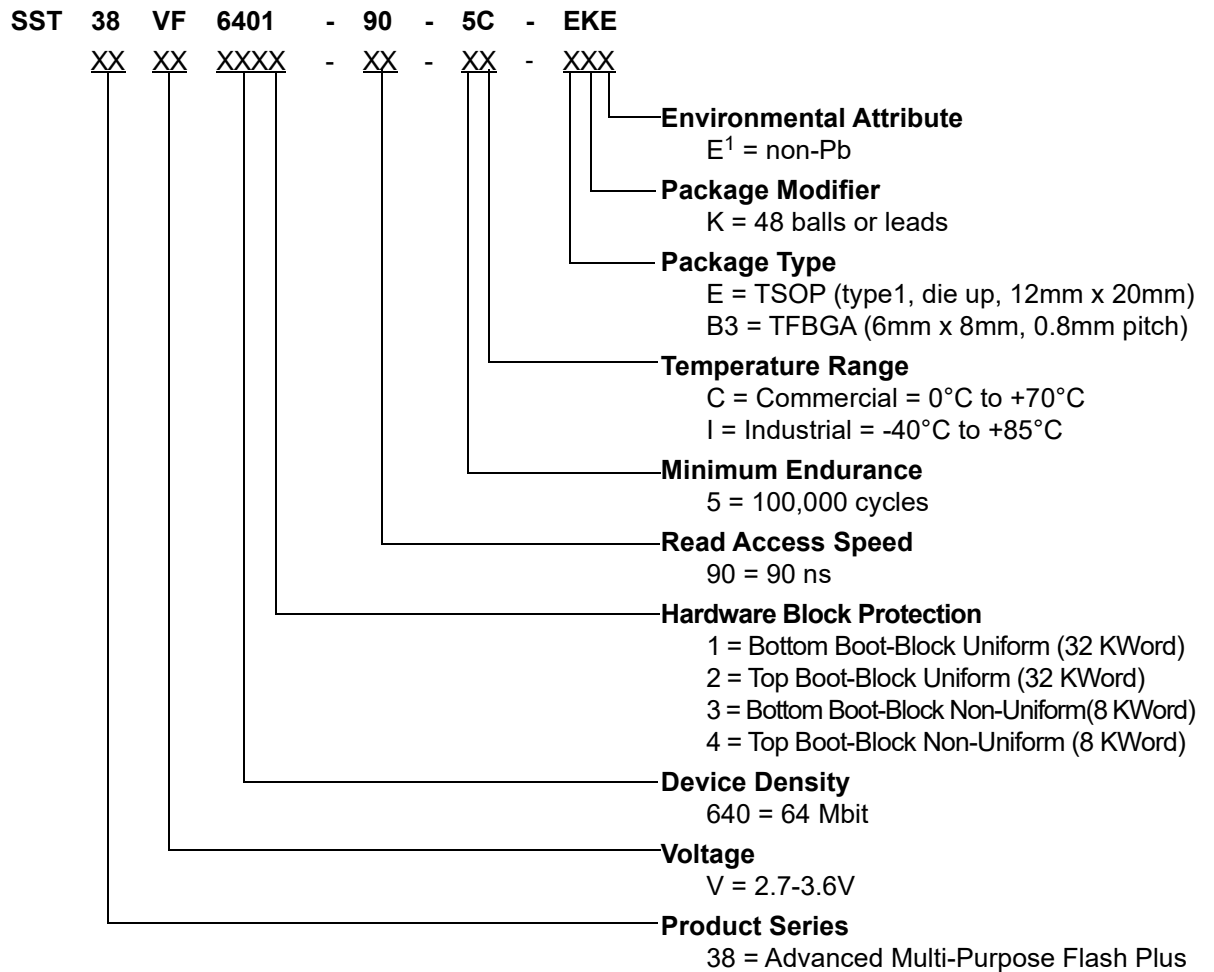 SST 38 VF 6401 - 90 - 5C - EKE
XX XX XXXX - XX - XX - XXX
Environmental Attribute
E1 = non-Pb
Package Modifier
K = 48 balls or leads
Package Type
E = TSOP (type1, die up, 12mm x 20mm)
B3 = TFBGA (6mm x 8mm, 0.8mm pitch)
Temperature Range
C = Commercial = 0°C to +70°C
I = Industrial = -40°C to +85°C
Minimum Endurance
5 = 100,000 cycles
Read Access Speed
90 = 90 ns
Hardware Block Protection
1 = Bottom Boot-Block Uniform (32 KWord)
2 = Top Boot-Block Uniform (32 KWord)
3 = Bottom Boot-Block Non-Uniform(8 KWord)
4 = Top Boot-Block Non-Uniform (8 KWord)
Device Density
640 = 64 Mbit
Voltage
V = 2.7-3.6V
Product Series
38 = Advanced Multi-Purpose Flash Plus